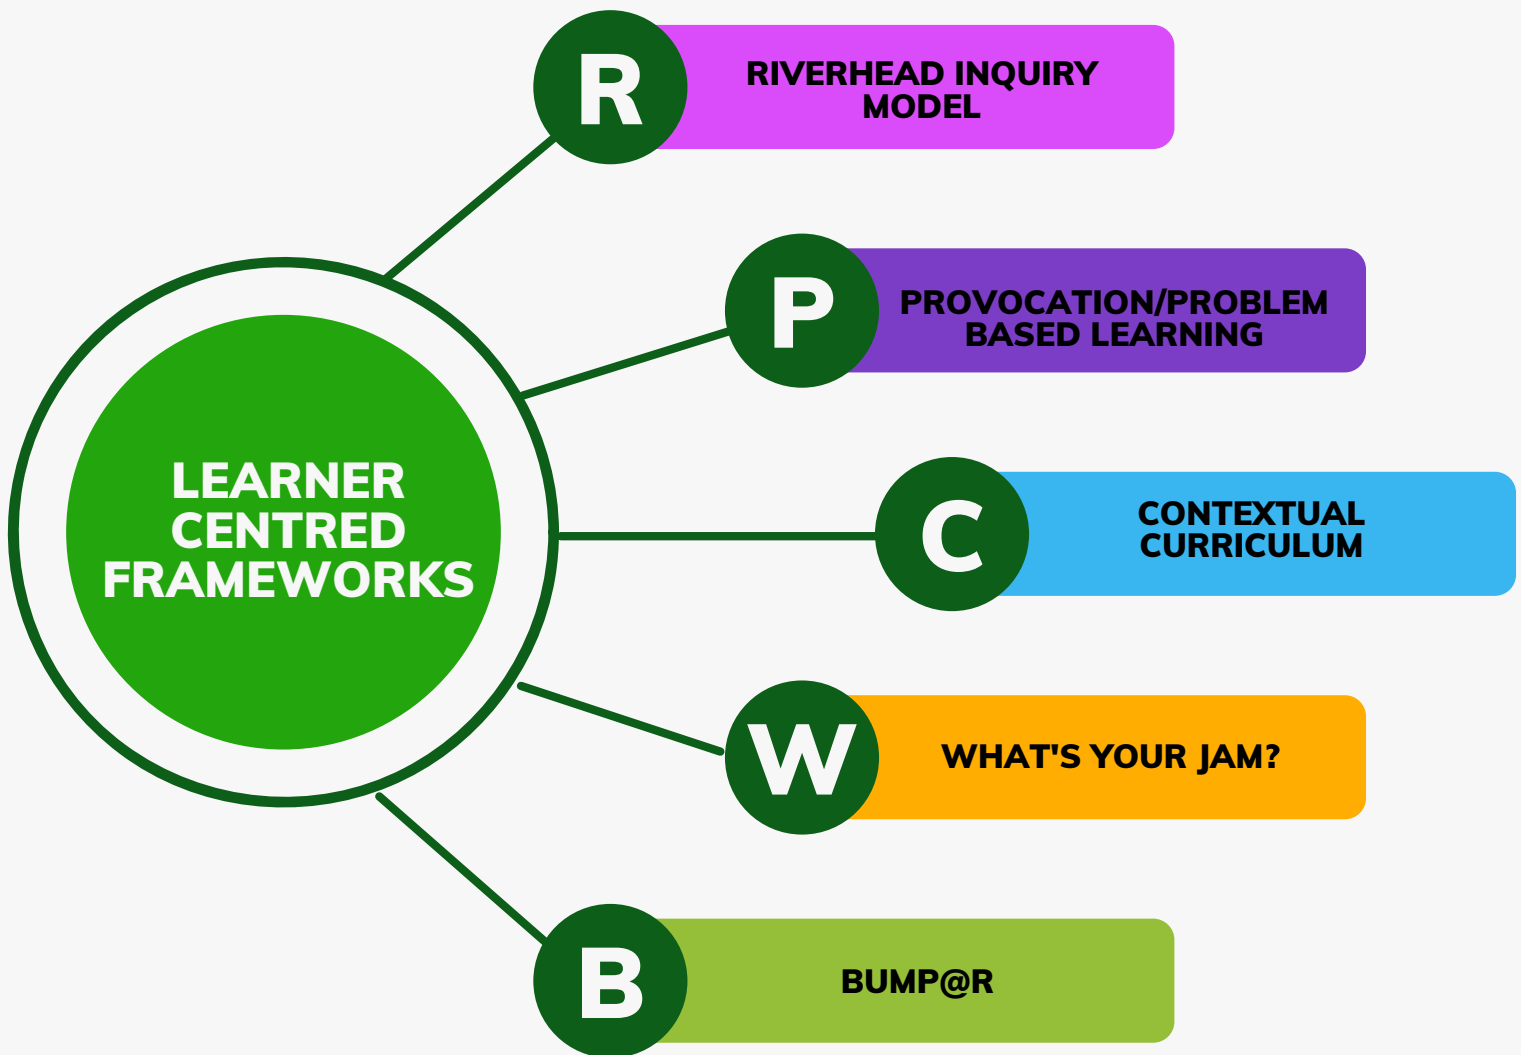 R
RIVERHEAD INQUIRY
MODEL
P
PROVOCATION/PROBLEM
BASED LEARNING
LEARNER
CENTRED
FRAMEWORKS
C
CONTEXTUAL
CURRICULUM
W
WHAT'S YOUR JAM?
B
BUMP@R